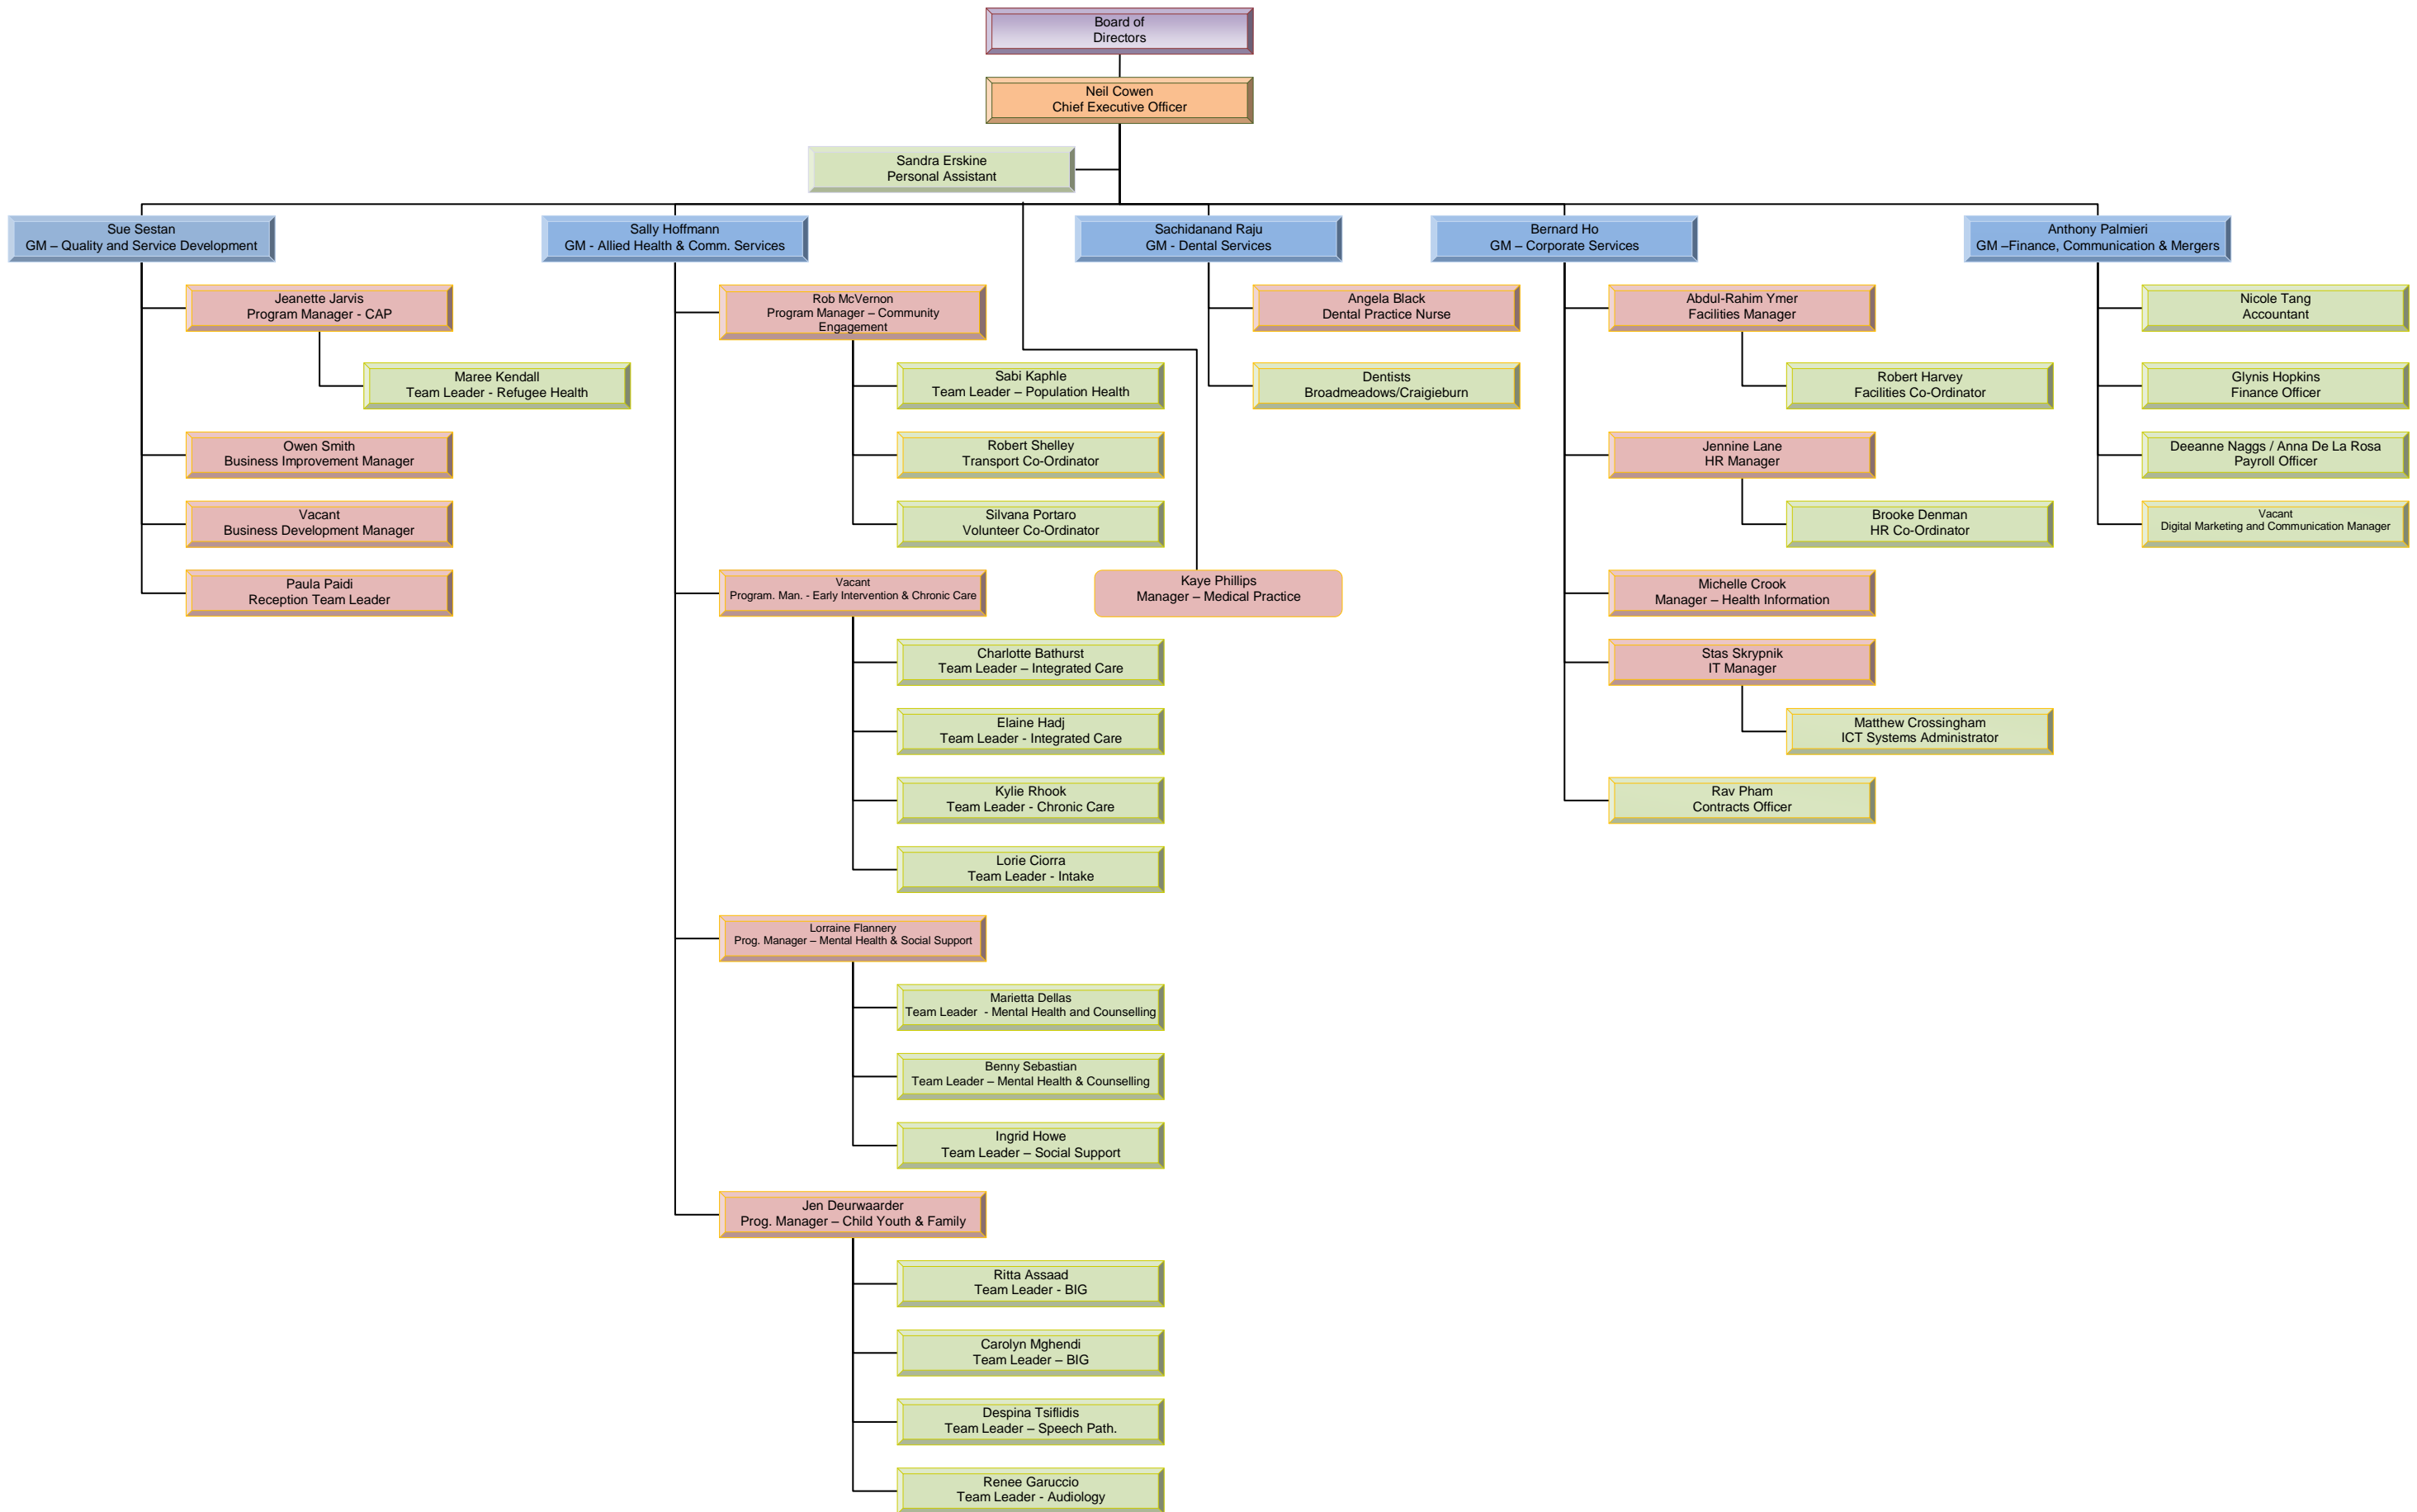 Board of
Directors
Neil Cowen
Chief Executive Officer
Sandra Erskine
Personal Assistant
Sue Sestan
GM – Quality and Service Development
Jeanette Jarvis
Program Manager - CAP
Maree Kendall
Team Leader - Refugee Health
Owen Smith
Business Improvement Manager
Vacant
Business Development Manager
Paula Paidi
Reception Team Leader
Sally Hoffmann
GM - Allied Health & Comm. Services
Rob McVernon
Program Manager – Community
Engagement
Sabi Kaphle
Team Leader – Population Health
Robert Shelley
Transport Co-Ordinator
Silvana Portaro
Volunteer Co-Ordinator
Vacant
Program. Man. - Early Intervention & Chronic Care
Charlotte Bathurst
Team Leader – Integrated Care
Elaine Hadj
Team Leader - Integrated Care
Kylie Rhook
Team Leader - Chronic Care
Lorie Ciorra
Team Leader - Intake
Lorraine Flannery
Prog. Manager – Mental Health & Social Support
Marietta Dellas
Team Leader  - Mental Health and Counselling
Benny Sebastian
Team Leader – Mental Health & Counselling
Ingrid Howe
Team Leader – Social Support
Jen Deurwaarder
Prog. Manager – Child Youth & Family
Ritta Assaad
Team Leader - BIG
Carolyn Mghendi
Team Leader – BIG
Despina Tsiflidis
Team Leader – Speech Path.
Renee Garuccio
Team Leader - Audiology
Kaye Phillips
Manager – Medical Practice
Sachidanand Raju
GM - Dental Services
Angela Black
Dental Practice Nurse
Dentists
Broadmeadows/Craigieburn
Bernard Ho
GM – Corporate Services
Abdul-Rahim Ymer
Facilities Manager
Robert Harvey
Facilities Co-Ordinator
Jennine Lane
HR Manager
Brooke Denman
HR Co-Ordinator
Michelle Crook
Manager – Health Information
Stas Skrypnik
IT Manager
Matthew Crossingham
ICT Systems Administrator
Rav Pham
Contracts Officer
Anthony Palmieri
GM –Finance, Communication & Mergers
Nicole Tang
Accountant
Glynis Hopkins
Finance Officer
Deeanne Naggs / Anna De La Rosa
Payroll Officer
Vacant
Digital Marketing and Communication Manager